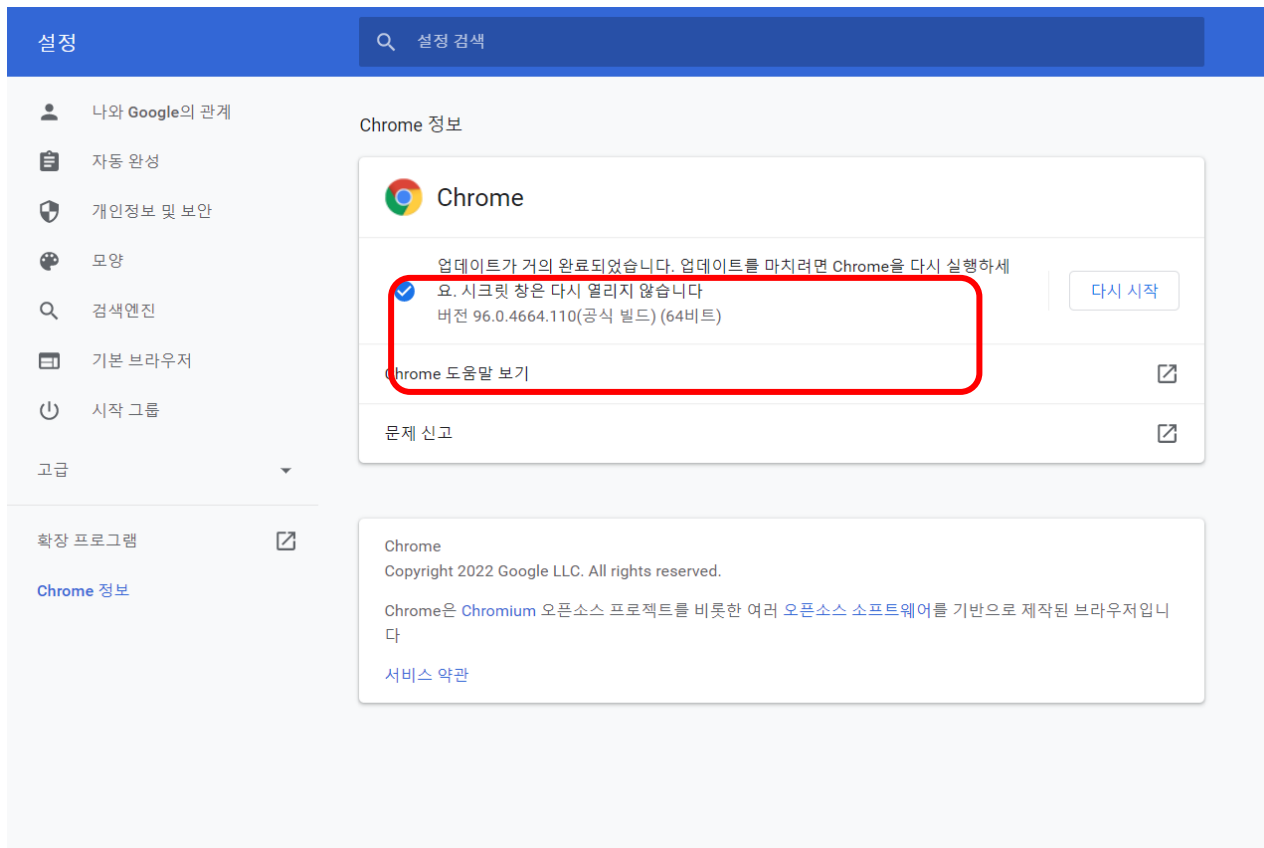 설정
설정 검색
나와 Google의 관계
자동 완성
개인정보 및 보안
모양
검색엔진
기본 브라우저
시작 그룹
고급
확장 프로그램
Chrome 정보
Chrome 정보
Chrome
업데이트가 거의 완료되었습니다. 업데이트를 마치려면 Chrome을 다시 실행하세
요. 시크릿 창은 다시 열리지 않습니다
버전 96.0.4664.110(공식 빌드) (64비트)
다시 시작
Chrome 도움말 보기
문제 신고
Chrome
Copyright 2022 Google LLC. All rights reserved.
Chrome은 Chromium 오픈소스 프로젝트를 비롯한 여러 오픈소스 소프트웨어를 기반으로 제작된 브라우저입니
다
서비스 약관